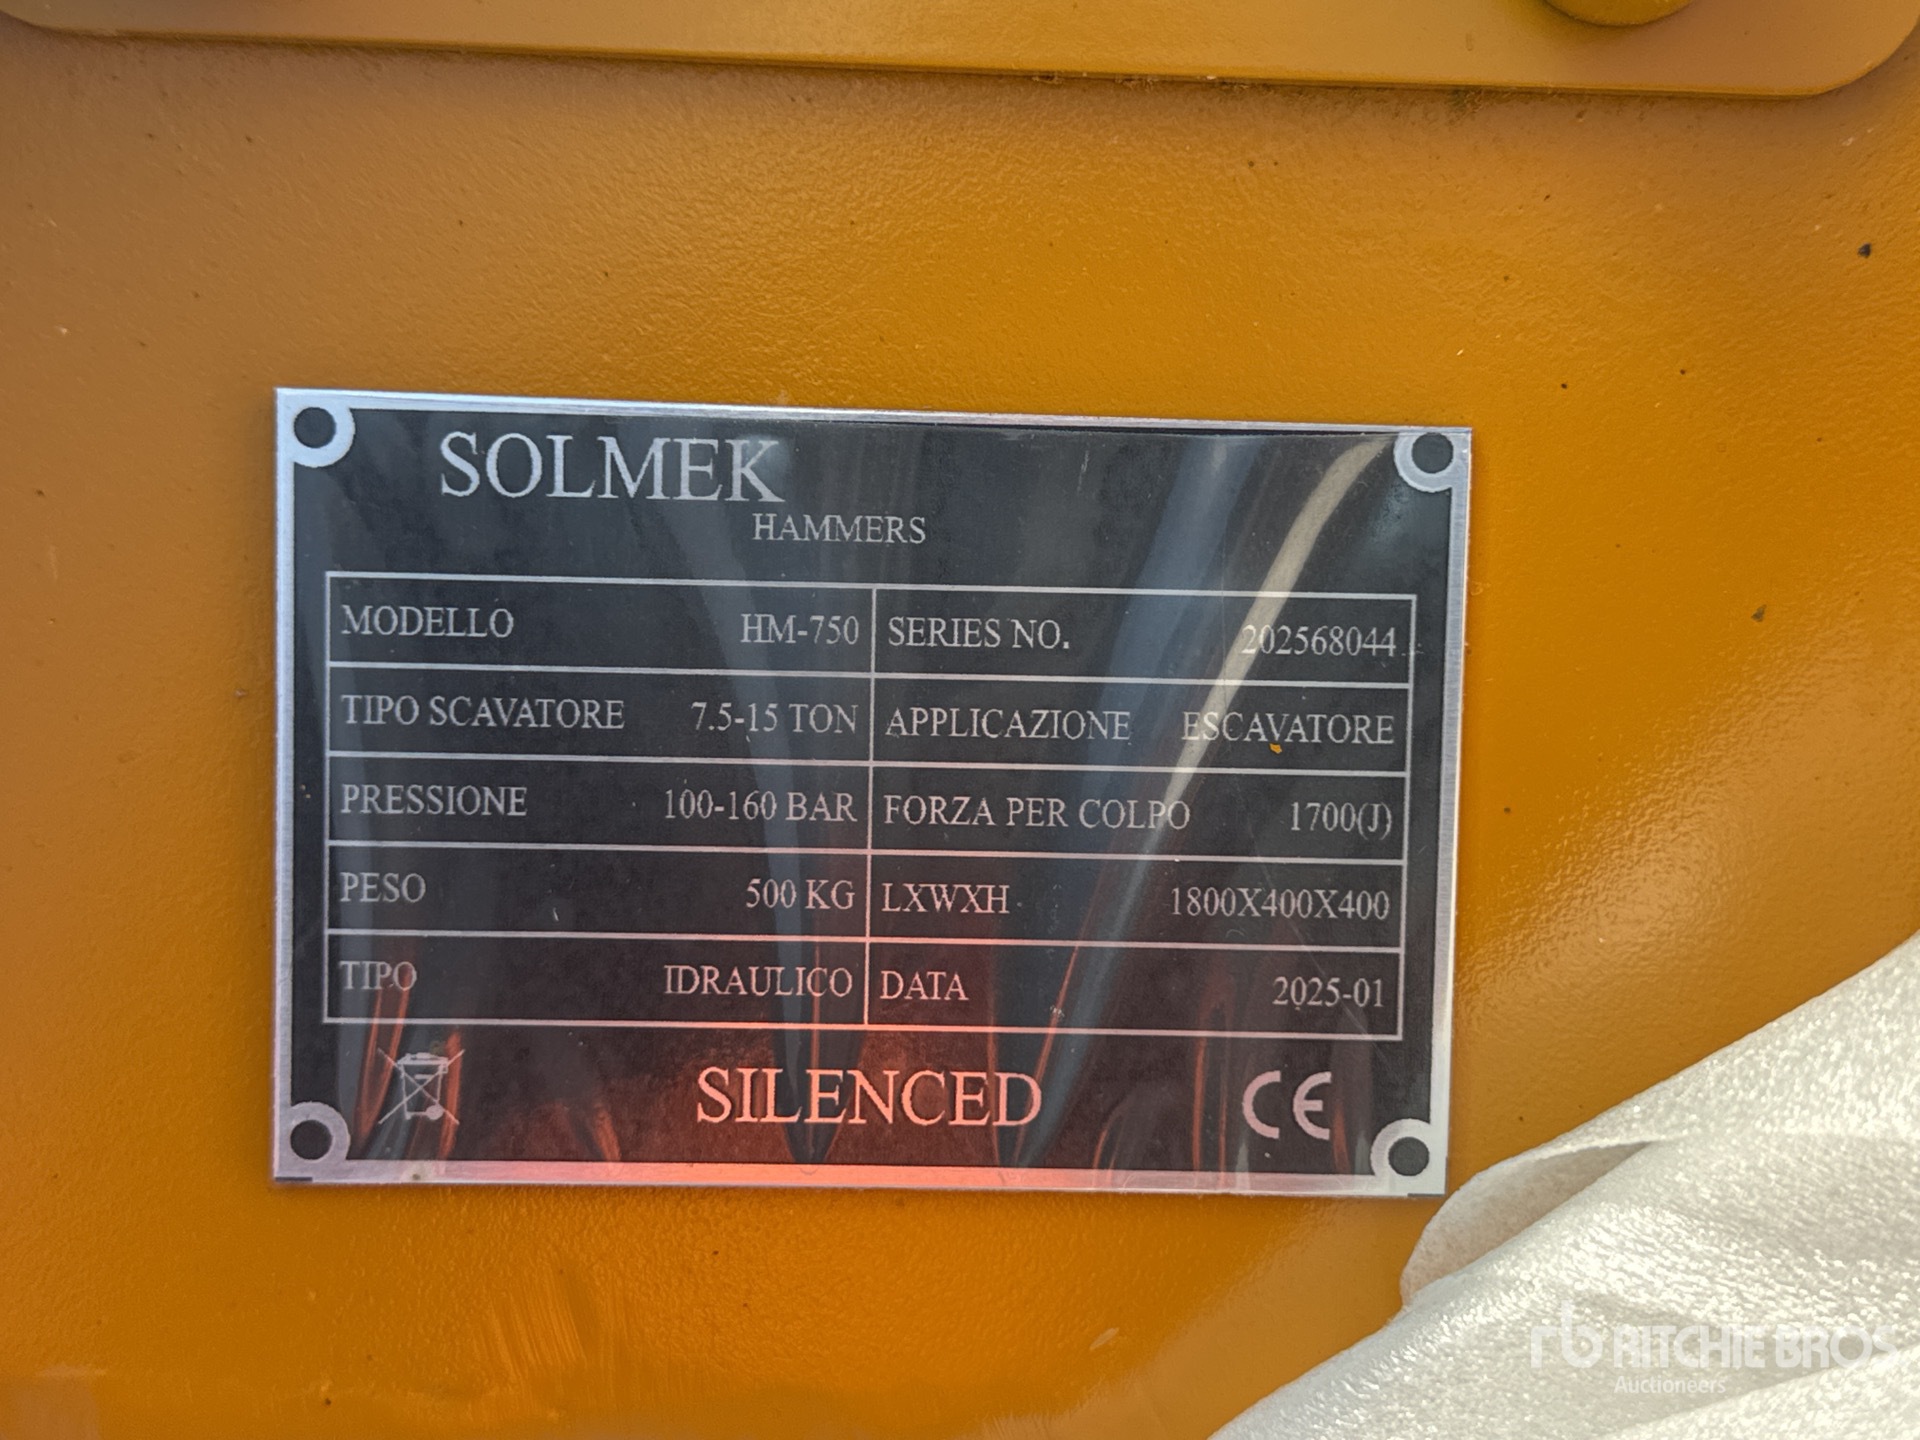 SOLMEK
HAMMERS
MODELLO HM-750 SERIES NO. 202568044
TIPO SCAVATORE 7.5-15 TON APPLICAZIONE ESCAVATORE
PRESSIONE 100-160 BAR FORZA PER COLPO 1700(J)
PESO 500 KG LXWXH 1800X400X400
TIPO IDRAULICO DATA 2025-01
SILENCED CE
rb RITCHIE BROS
Auctioneers